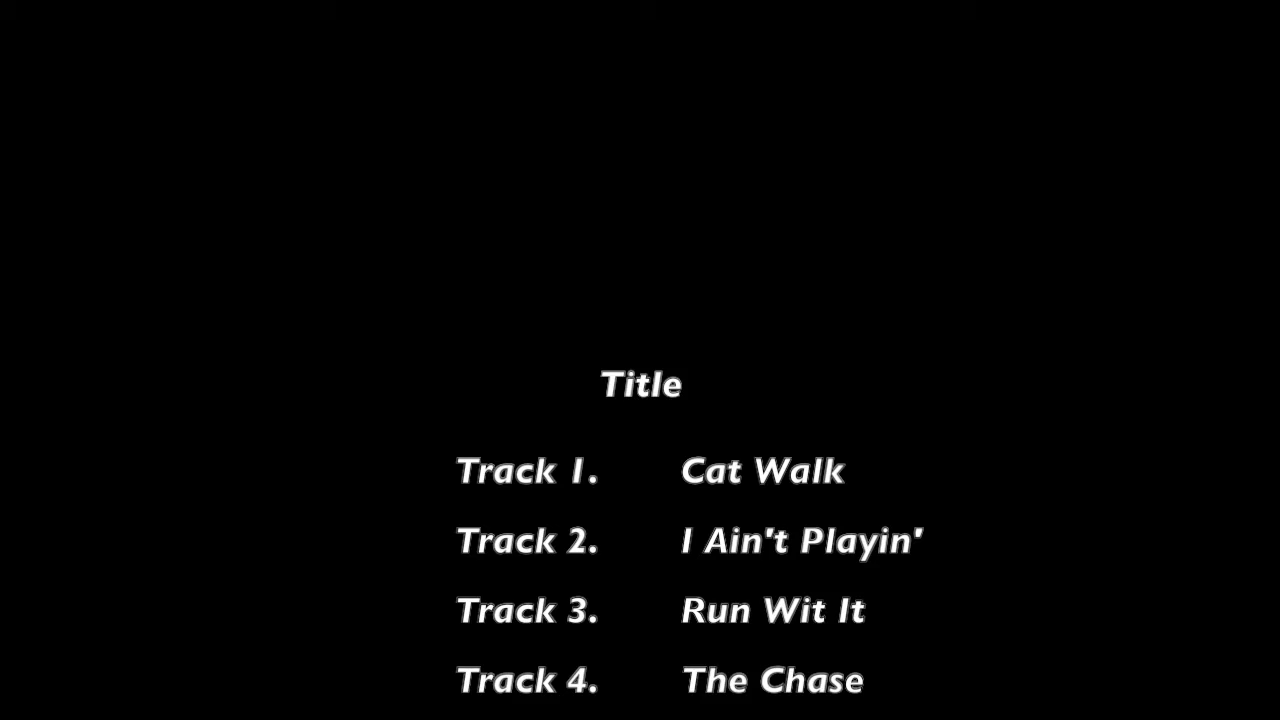 Title
Track 1. Cat Walk
Track 2. I Ain't Playin'
Track 3. Run Wit It
Track 4. The Chase